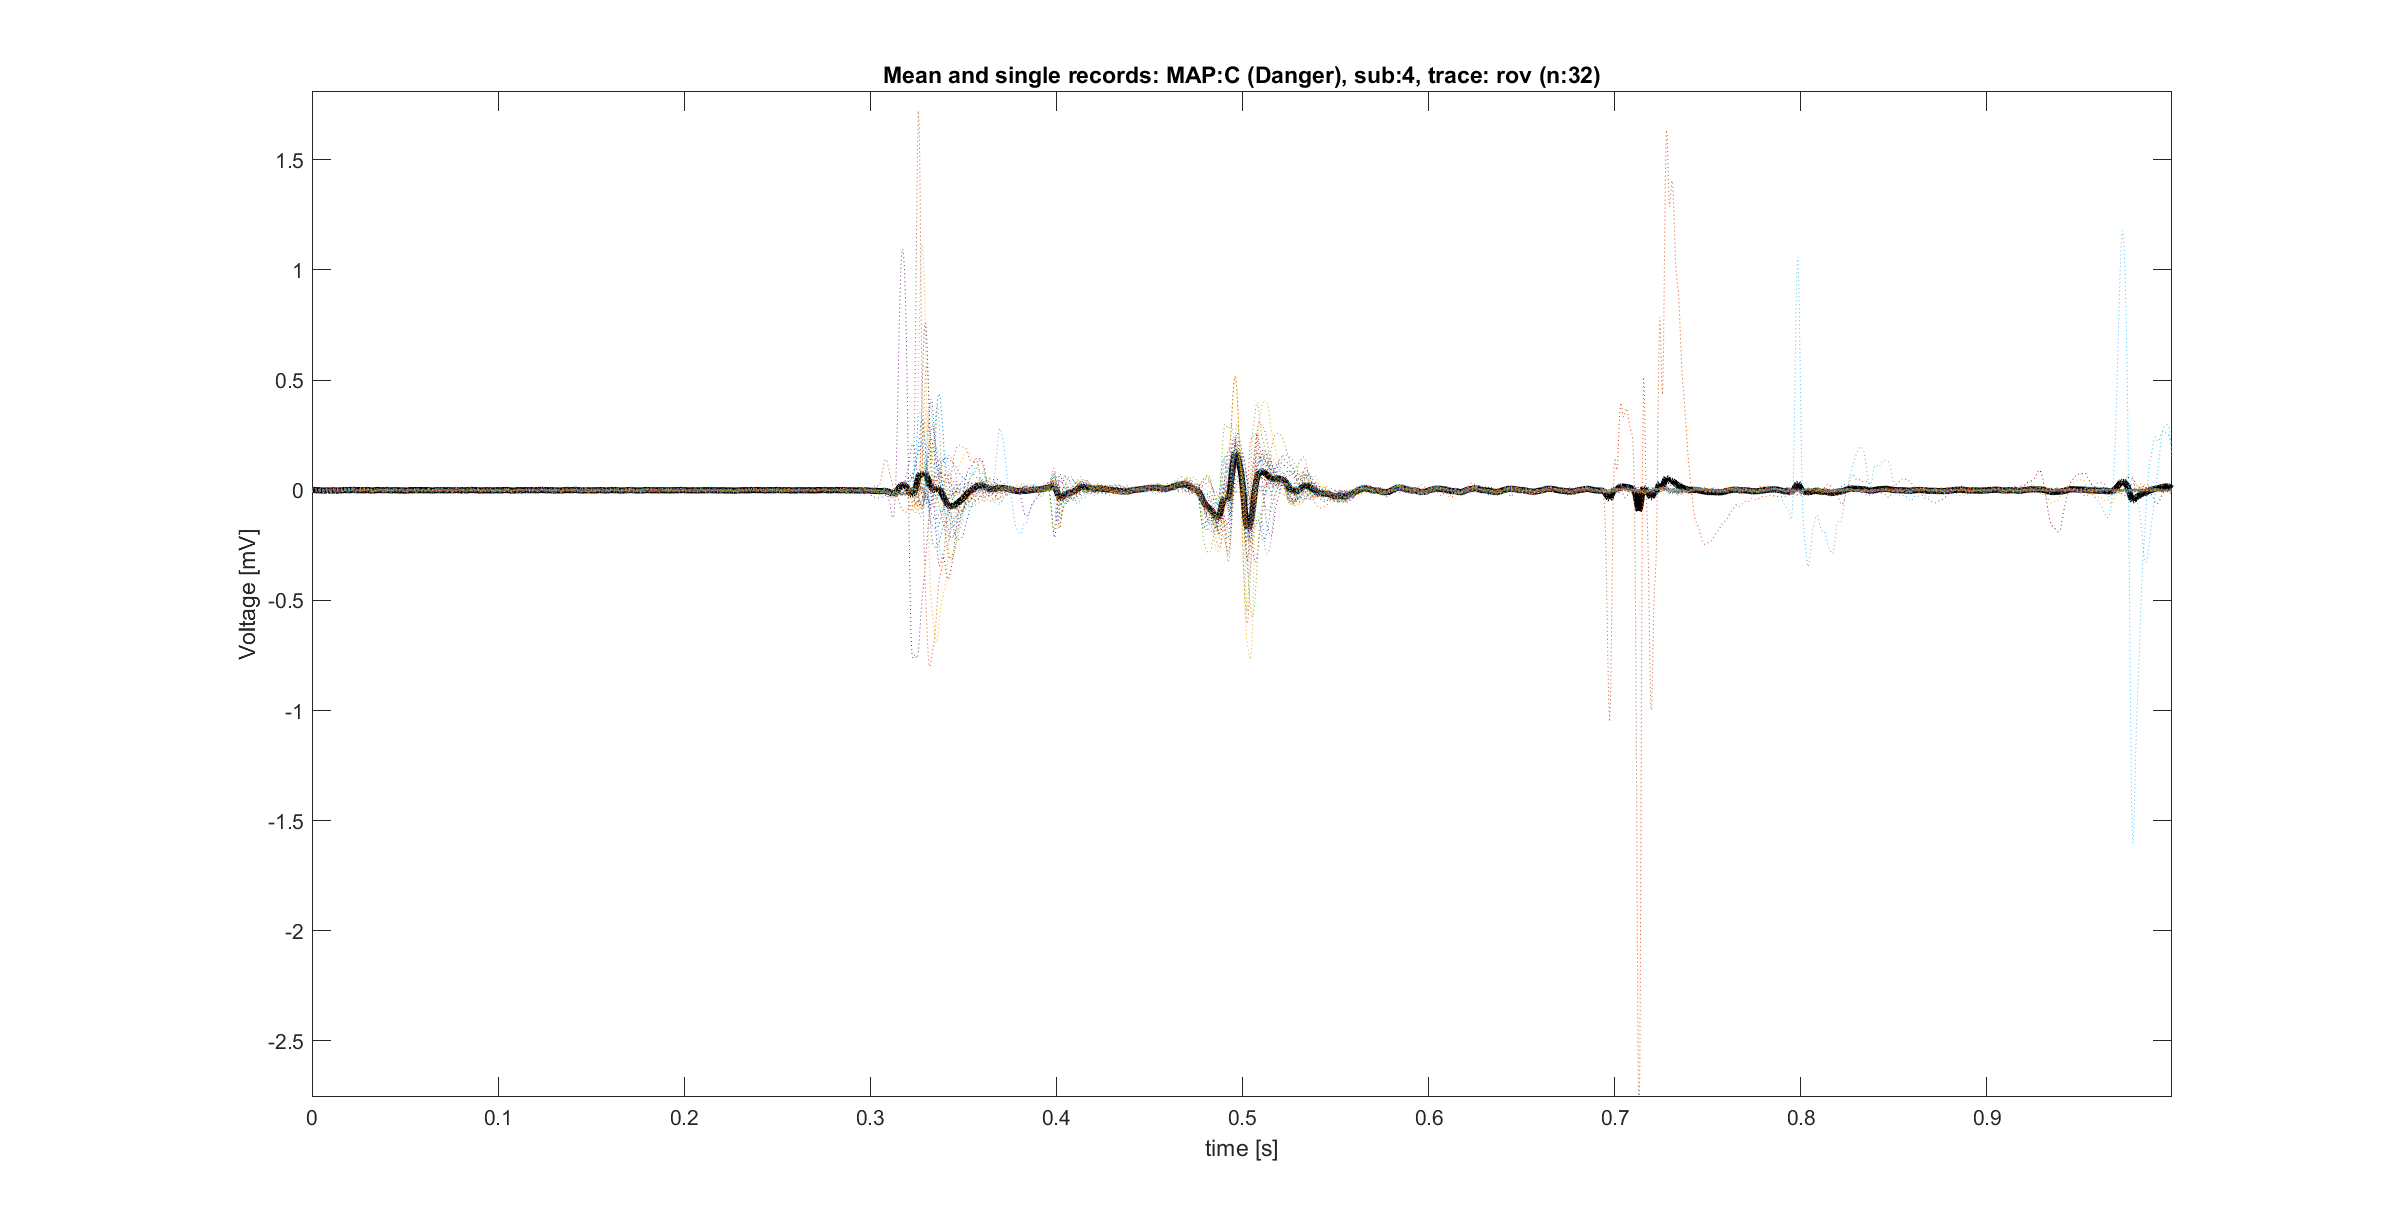 Mean and single records: MAP:C (Danger), sub:4, trace: rov (n:32)
1.5
1
0.5
0
-0.5
-1
-1.5
-2
-2.5
Voltage [mV]
0 0.1 0.2 0.3 0.4 0.5 0.6 0.7 0.8 0.9
time [s]